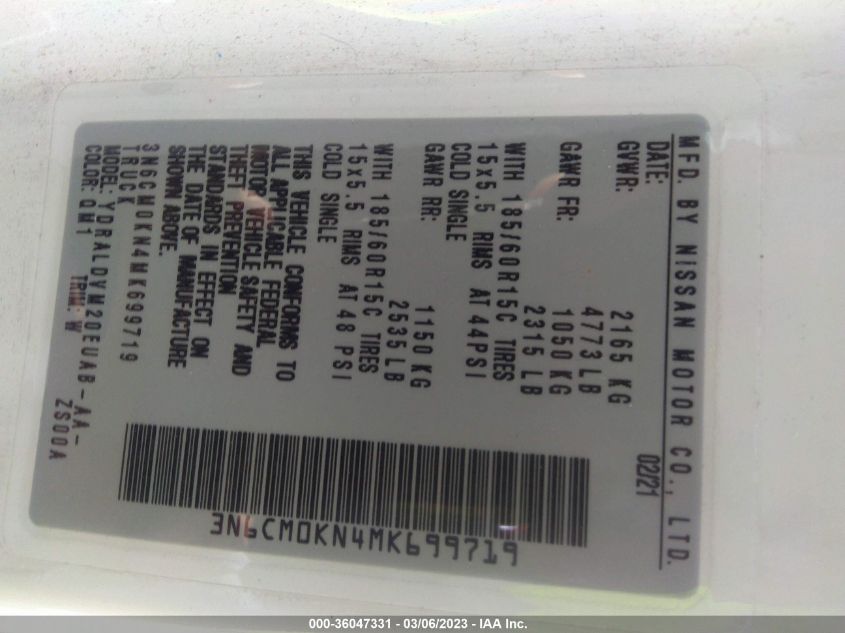 MFD. BY NISSAN MOTOR CO., LTD.
DATE: 02/21
GVWR: 2165 KG
4773 LB
GAWR FR: 1050 KG
2315 LB
WITH 185/60R15C TIRES
15x5.5 RIMS AT 44PSI
COLD SINGLE
GAWR RR: 1150 KG
2535 LB
WITH 185/60R15C TIRES
15x5.5 RIMS AT 48 PSI
COLD SINGLE
THIS VEHICLE CONFORMS TO
ALL APPLICABLE FEDERAL
MOTOR VEHICLE SAFETY AND
THEFT PREVENTION
STANDARDS IN EFFECT ON
THE DATE OF MANUFACTURE
SHOWN ABOVE.
3N6CM0KN4MK699719
TRUCK
MODEL: YDRALDYM20EUAB-AA-
ZS00A
COLOR: QM1 TRIM: W
3N6CM0KN4MK699719
000-36047331 - 03/06/2023 - IAA Inc.